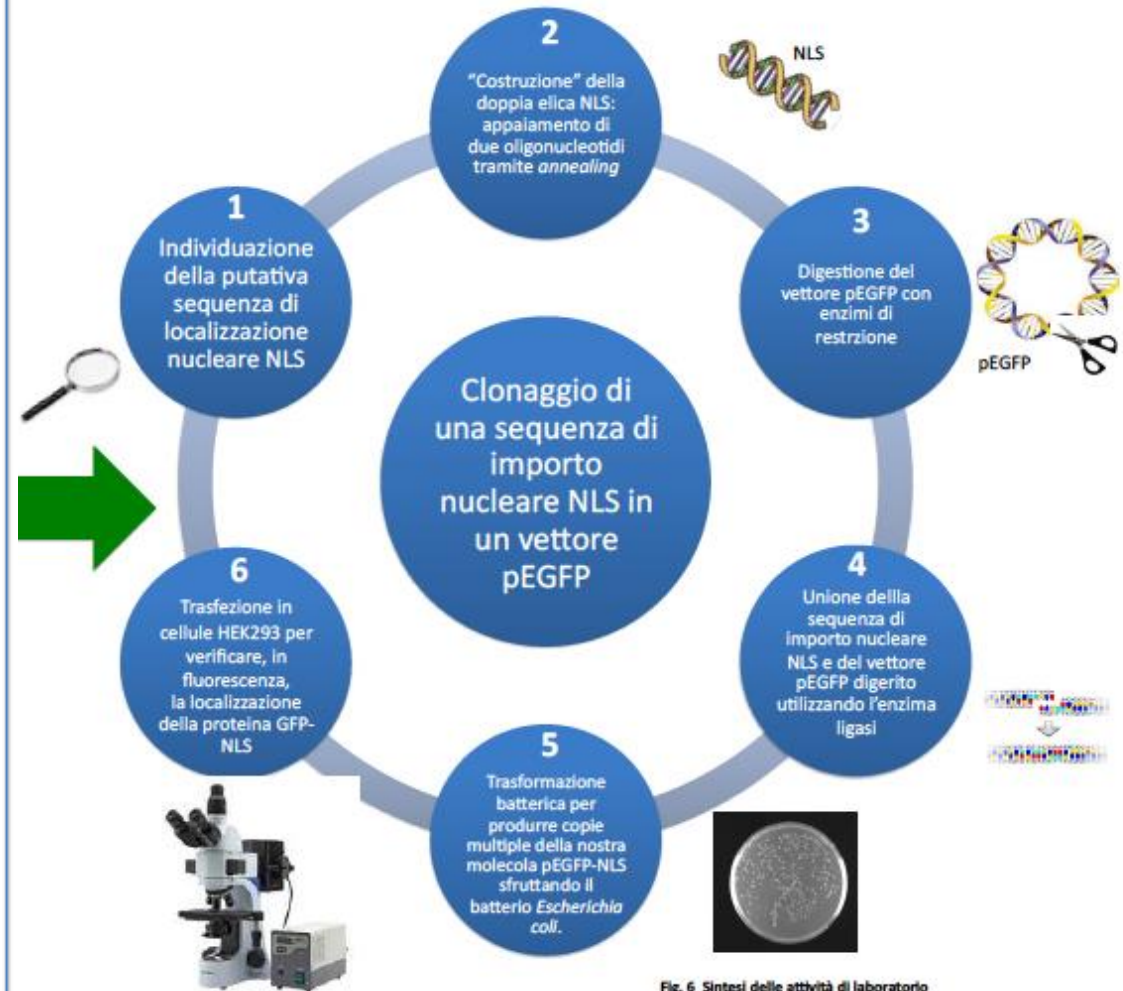 2
"Costruzione" della
doppia elica NLS:
appaiamento di
due oligonucleotidi
tramite annealing
NLS
1
Individuazione
della putativa
sequenza di
localizzazione
nucleare NLS
3
Digestione del
vettore pEGFP con
enzimi di
restrzione
pEGFP
Clonaggio di
una sequenza di
importo
nucleare NLS in
un vettore
pEGFP
6
Trasfezione in
cellule HEK293 per
verificare, in
fluorescenza,
la localizzazione
della proteina GFP-
NLS
4
Unione dellla
sequenza di
importo nucleare
NLS e del vettore
pEGFP digerito
utilizzando l'enzima
ligasi
5
Trasformazione
batterica per
produrre copie
multiple della nostra
molecola pEGFP-NLS
sfruttando il
batterio Escherichia
coli.
Fig. 6 Sintesi delle attività di laboratorio